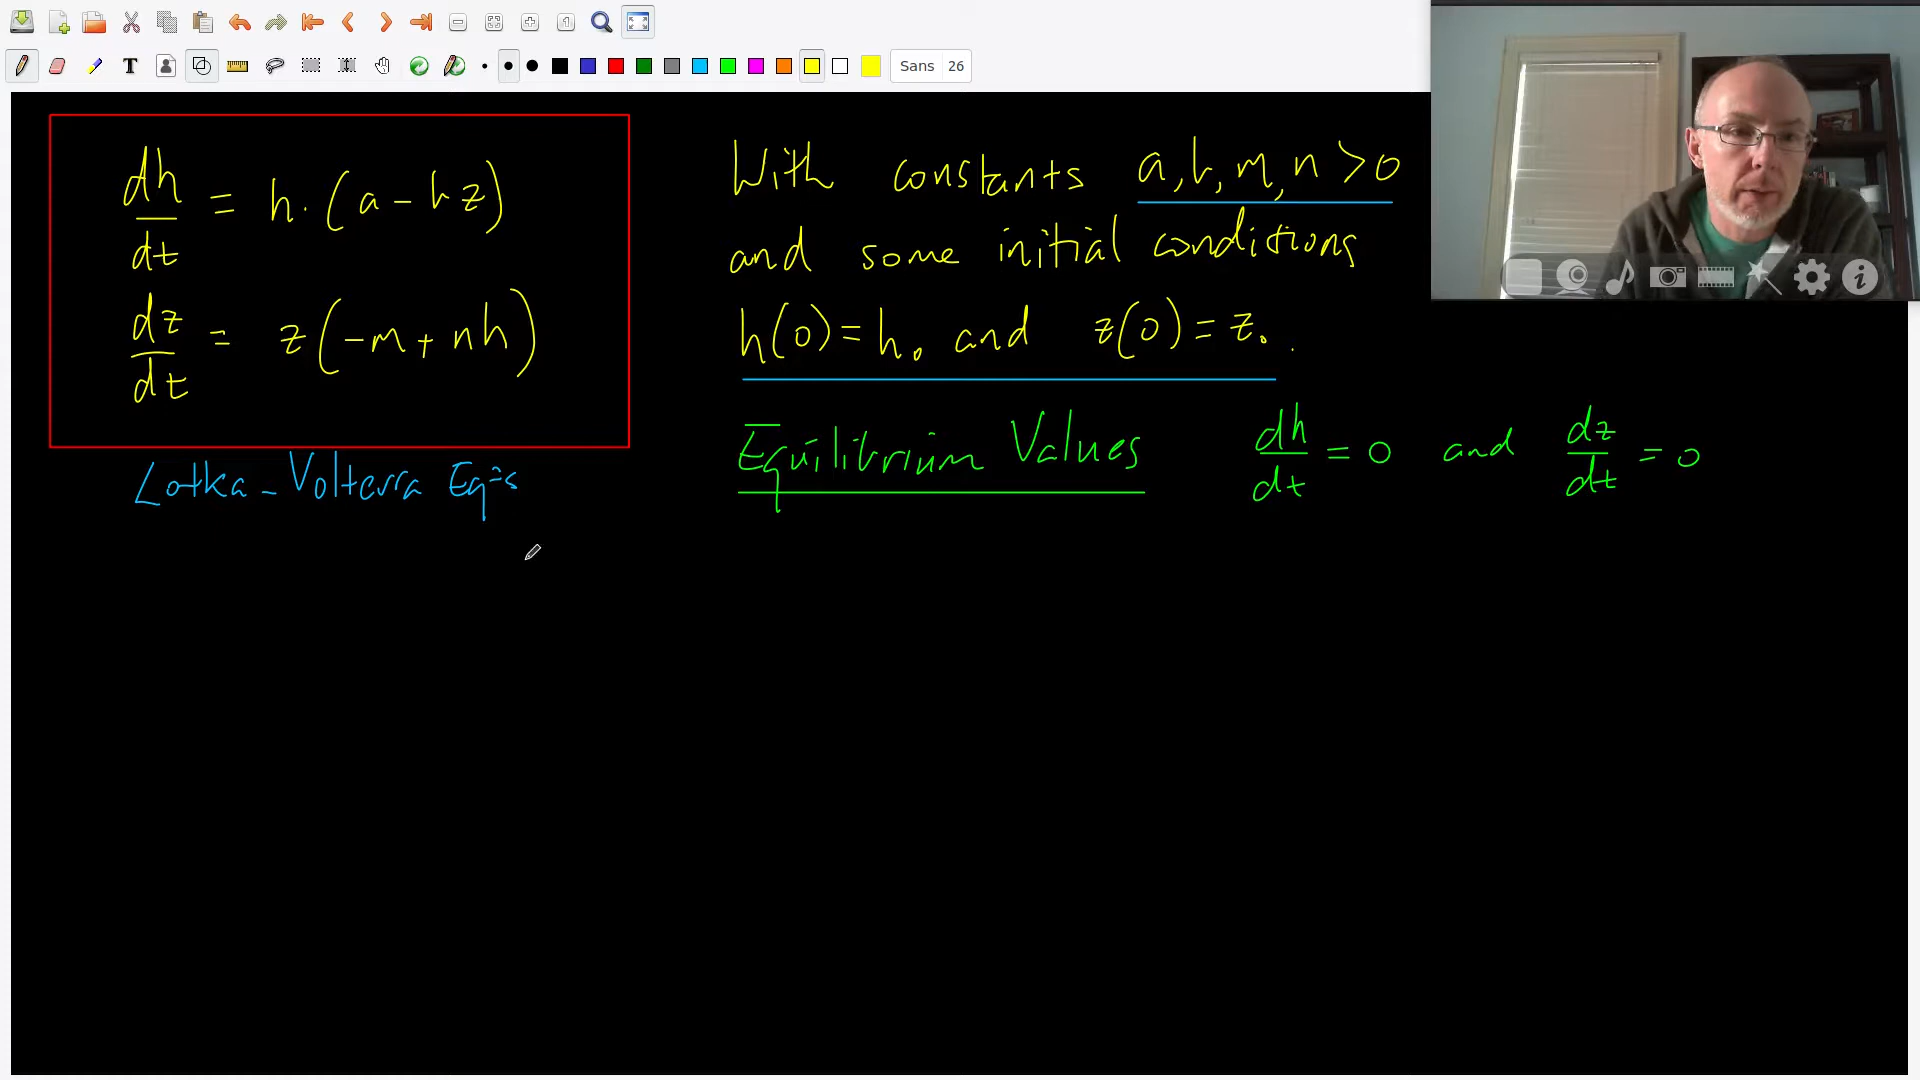 Sans 26
dh/dt = h·(a - bz)
dz/dt = z(-m + nh)
Lotka-Volterra Eq=s
With constants a, b, m, n > 0
and some initial conditions
h(0) = h₀ and z(0) = z₀.
Equilibrium Values dh/dt = 0 and dz/dt = 0